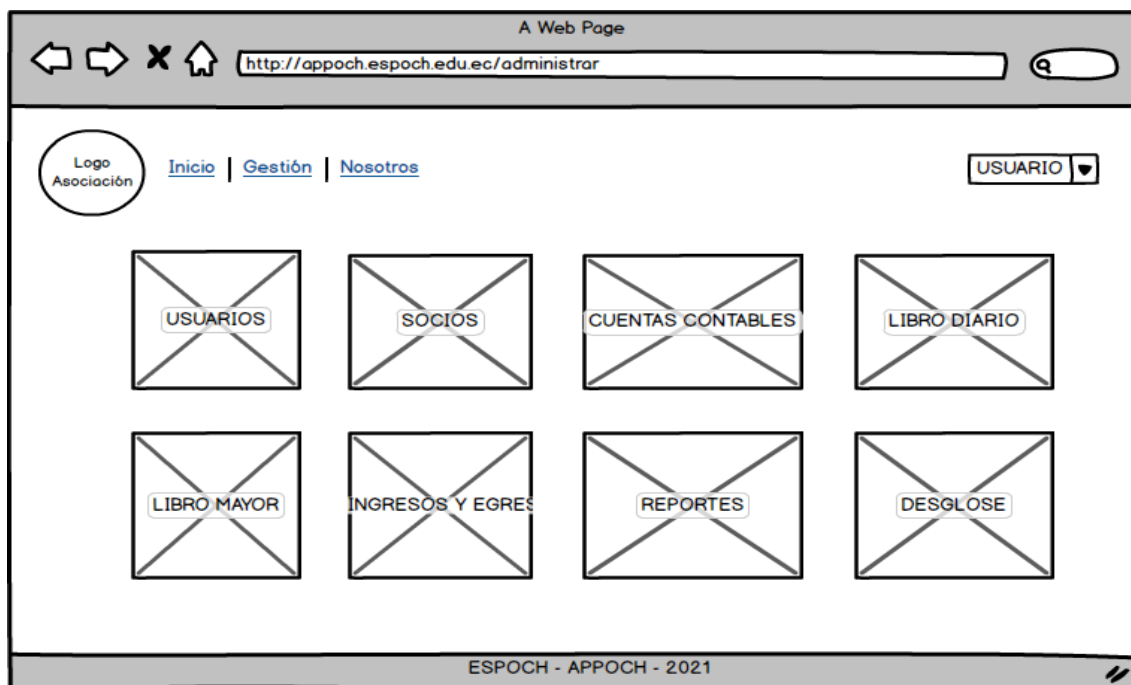 A Web Page
http://appoch.espoch.edu.ec/administrar
Logo
Asociación
Inicio | Gestión | Nosotros
USUARIO
USUARIOS
SOCIOS
CUENTAS CONTABLES
LIBRO DIARIO
LIBRO MAYOR
INGRESOS Y EGRES
REPORTES
DESGLOSE
ESPOCH - APPOCH - 2021